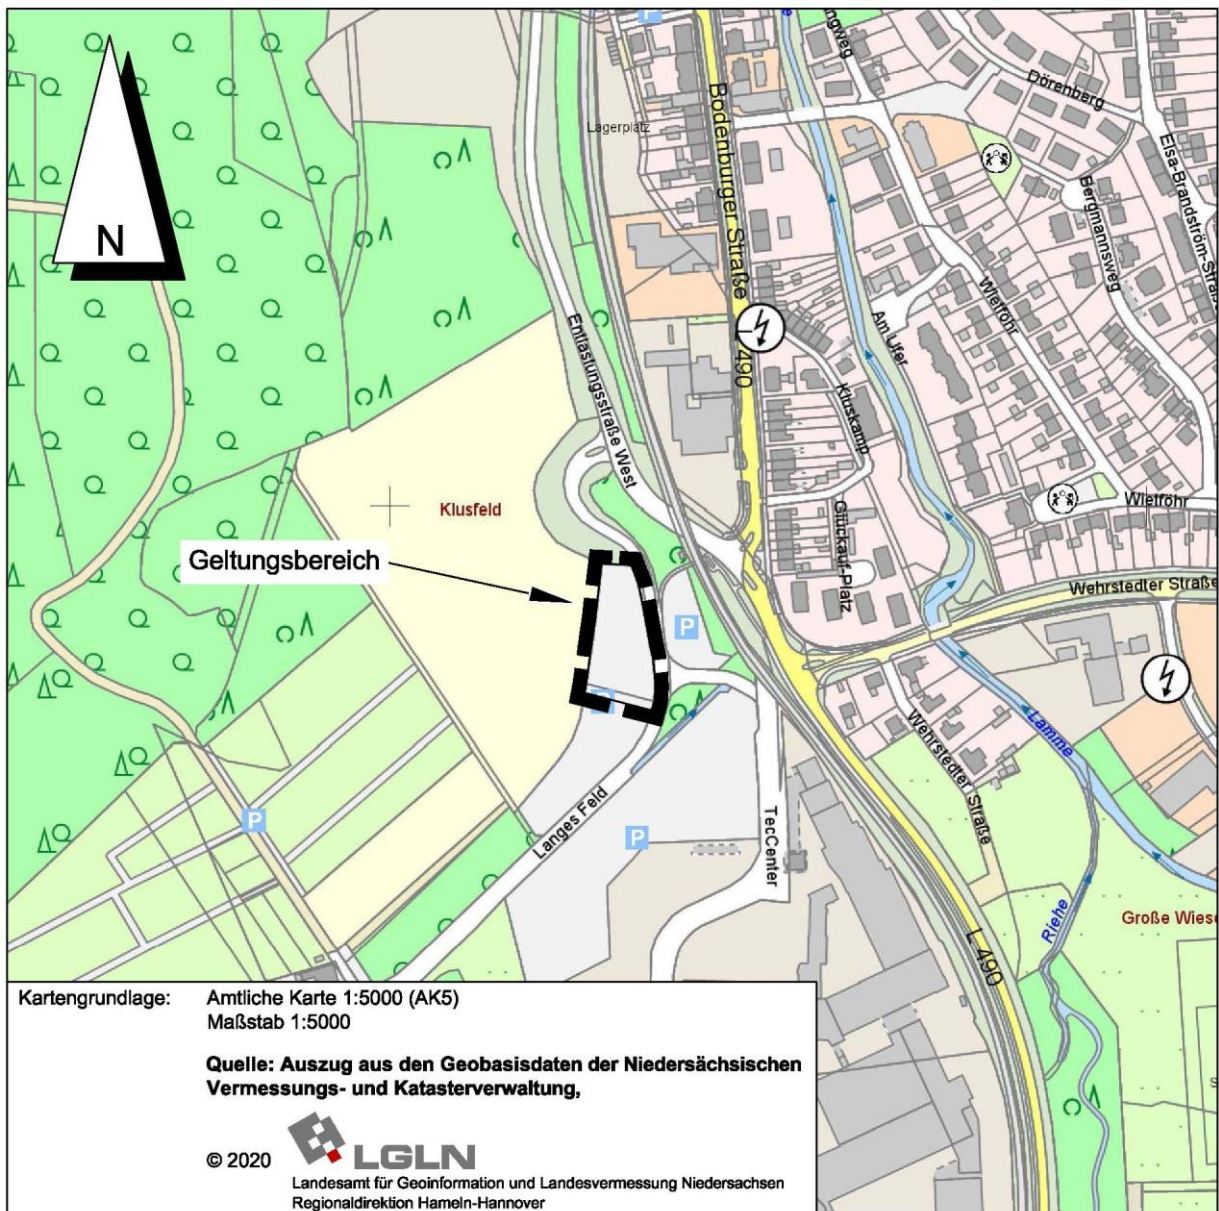 P
Dörenberg
Bodenburger Straße
Lagerplatz
Elsa-Brandström-Straße
Bergmannsweg
N
Wietföhr
Am Ufer
L 490
Entlastungsstraße West
Kluskamp
Klusfeld
Glückauf-Platz
Wietföhr
Geltungsbereich
Wehrstedter Straße
P
P
Lamme
Wehrstedter Straße
Langes Feld
P
P
TecCenter
Riehe
Große Wiese
L 490
Kartengrundlage: Amtliche Karte 1:5000 (AK5)
Maßstab 1:5000
Quelle: Auszug aus den Geobasisdaten der Niedersächsischen
Vermessungs- und Katasterverwaltung,
© 2020 LGLN
Landesamt für Geoinformation und Landesvermessung Niedersachsen
Regionaldirektion Hameln-Hannover